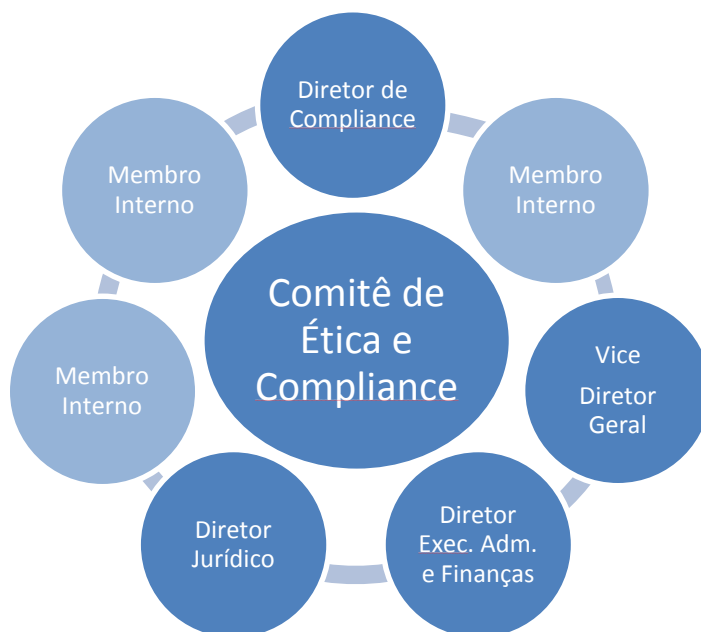 Diretor de
Compliance
Membro
Interno
Membro
Interno
Comitê de
Ética e
Compliance
Membro
Interno
Vice
Diretor
Geral
Diretor
Jurídico
Diretor
Exec. Adm.
e Finanças